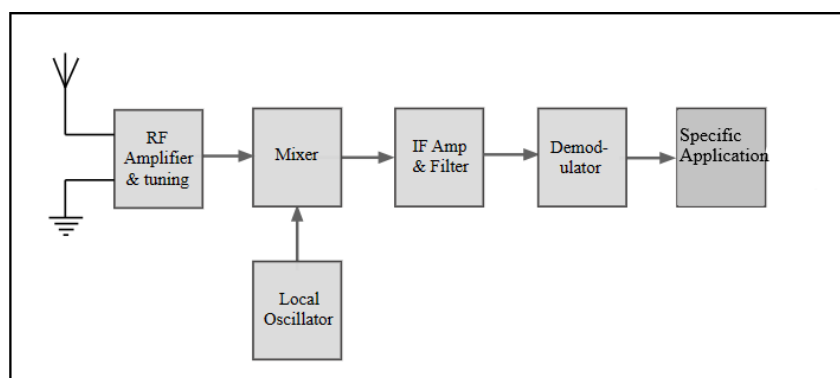 RF
Amplifier
& tuning
Mixer
IF Amp
& Filter
Demod-
ulator
Specific
Application
Local
Oscillator